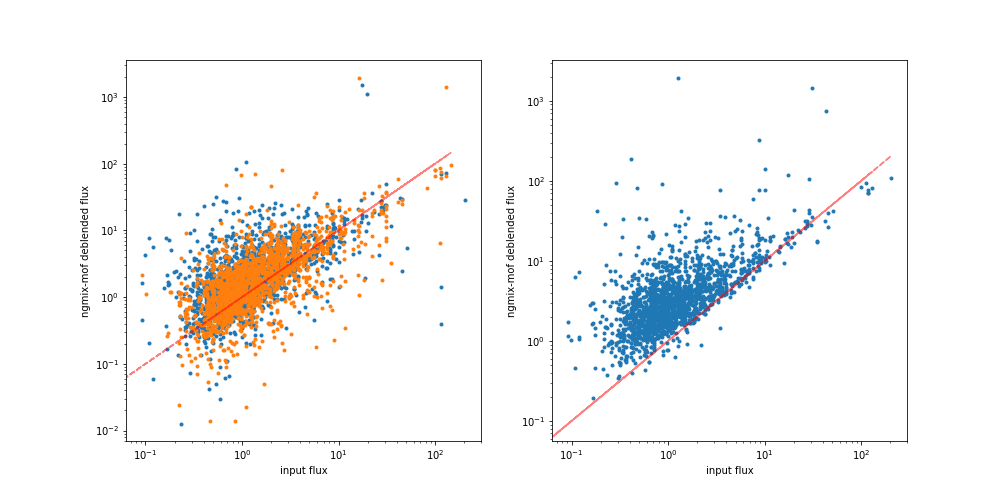 ngmix-mof deblended flux
10³
10²
10¹
10⁰
10⁻¹
10⁻²
10⁻¹ 10⁰ 10¹ 10²
input flux
ngmix-mof deblended flux
10³
10²
10¹
10⁰
10⁻¹
10⁻¹ 10⁰ 10¹ 10²
input flux